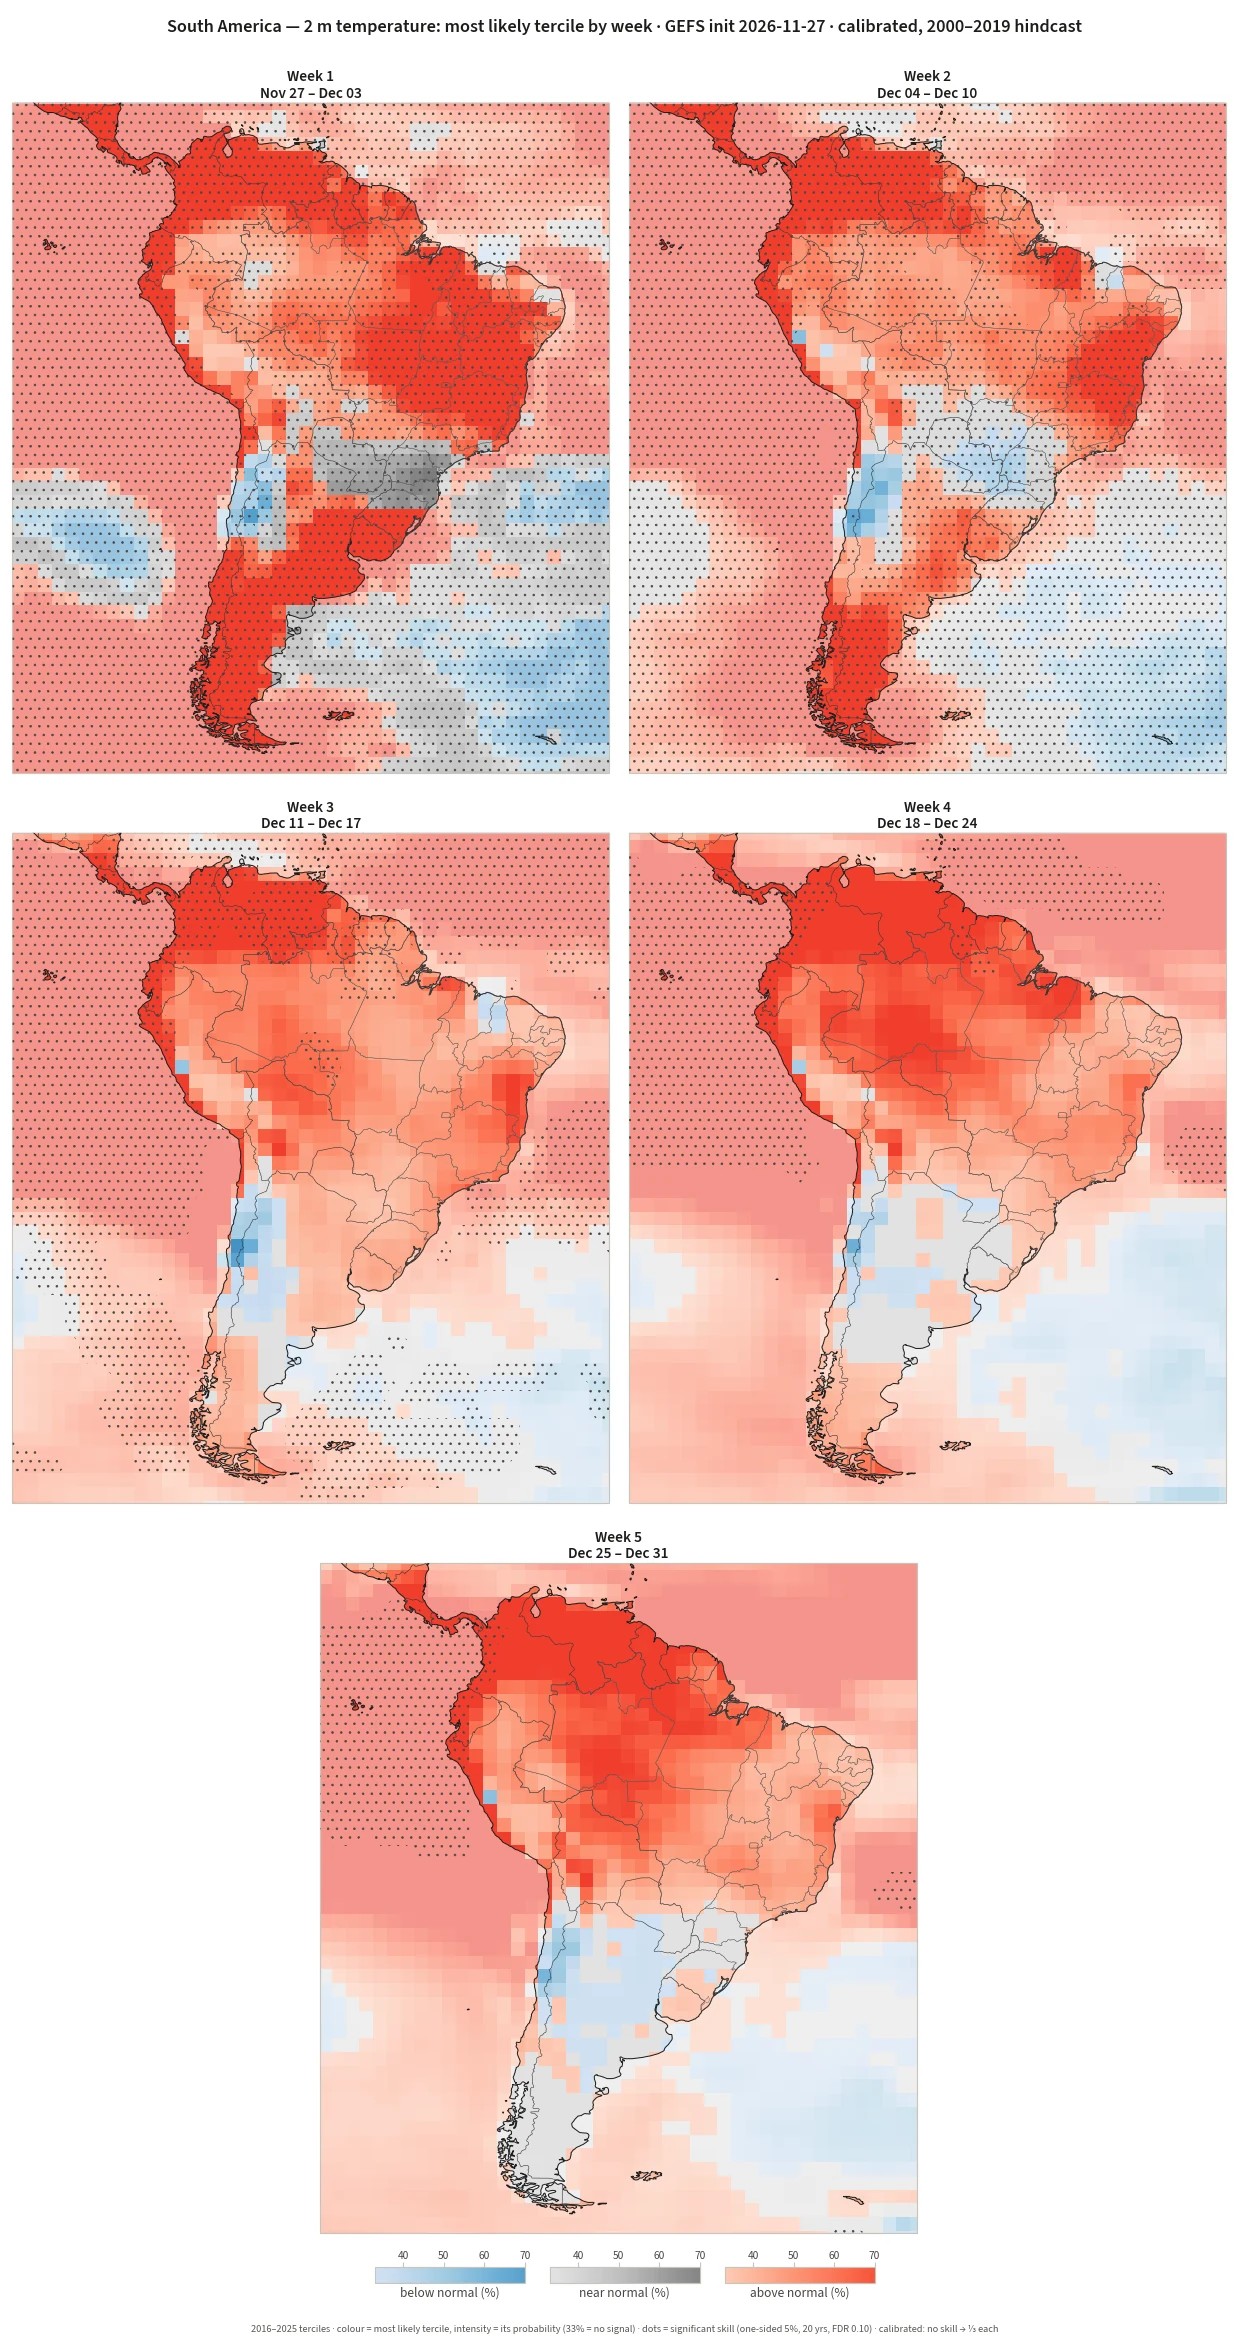 South America — 2 m temperature: most likely tercile by week · GEFS init 2026-11-27 · calibrated, 2000–2019 hindcast
Week 1
Nov 27 – Dec 03
Week 2
Dec 04 – Dec 10
Week 3
Dec 11 – Dec 17
Week 4
Dec 18 – Dec 24
Week 5
Dec 25 – Dec 31
40 50 60 70 40 50 60 70 40 50 60 70
below normal (%) near normal (%) above normal (%)
2016–2025 terciles · colour = most likely tercile, intensity = its probability (33% = no signal) · dots = significant skill (one-sided 5%, 20 yrs, FDR 0.10) · calibrated: no skill → ⅓ each